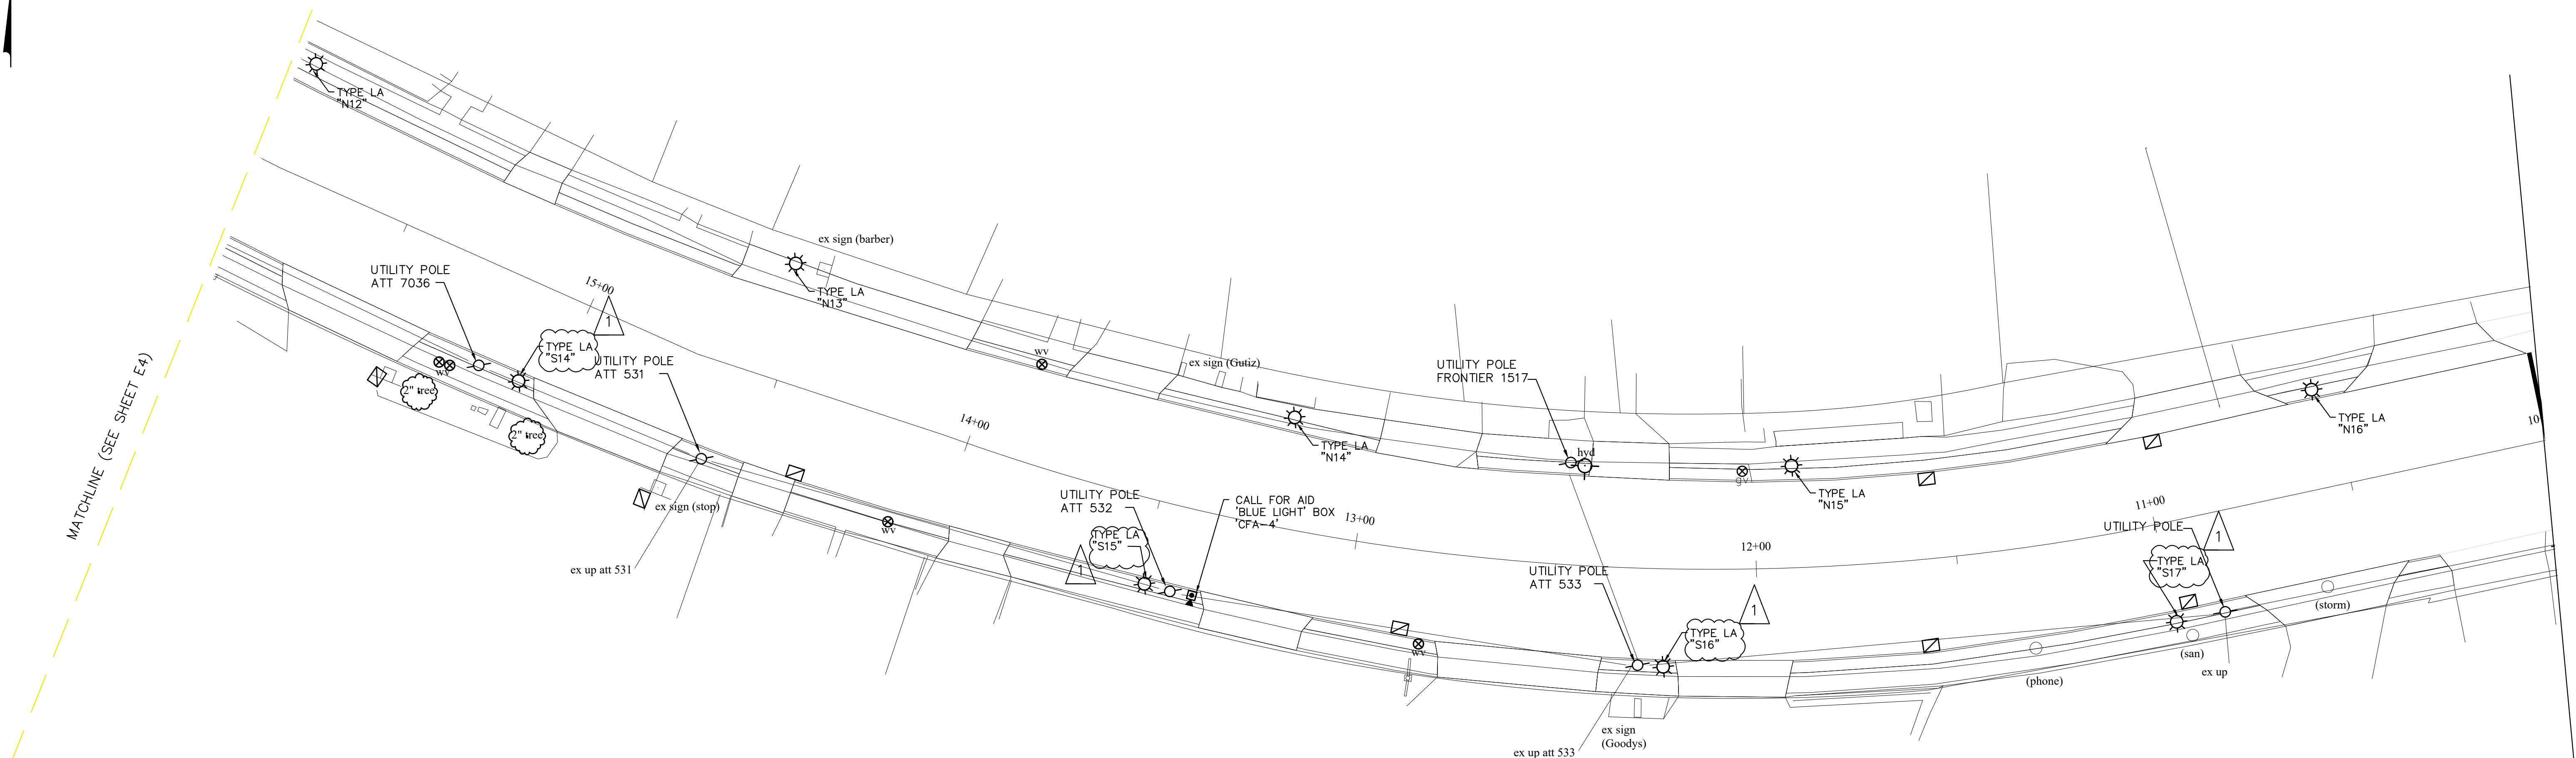 TYPE LA
"N12"
ex sign (barber)
TYPE LA
"N13"
UTILITY POLE
ATT 7036
15+00
1
TYPE LA
"S14"
UTILITY POLE
ATT 531
wv
2" tree
2" tree
MATCHLINE (SEE SHEET E4)
wv
ex sign (Gutiz)
14+00
TYPE LA
"N14"
UTILITY POLE
FRONTIER 1517
hyd
gv
TYPE LA
"N15"
TYPE LA
"N16"
10
ex sign (stop)
wv
ex up att 531
UTILITY POLE
ATT 532
CALL FOR AID
'BLUE LIGHT' BOX
'CFA-4'
13+00
TYPE LA
"S15"
1
12+00
11+00
UTILITY POLE
1
TYPE LA
"S17"
UTILITY POLE
ATT 533
1
TYPE LA
"S16"
wv
(storm)
(san)
(phone)
ex up
ex sign
(Goodys)
ex up att 533